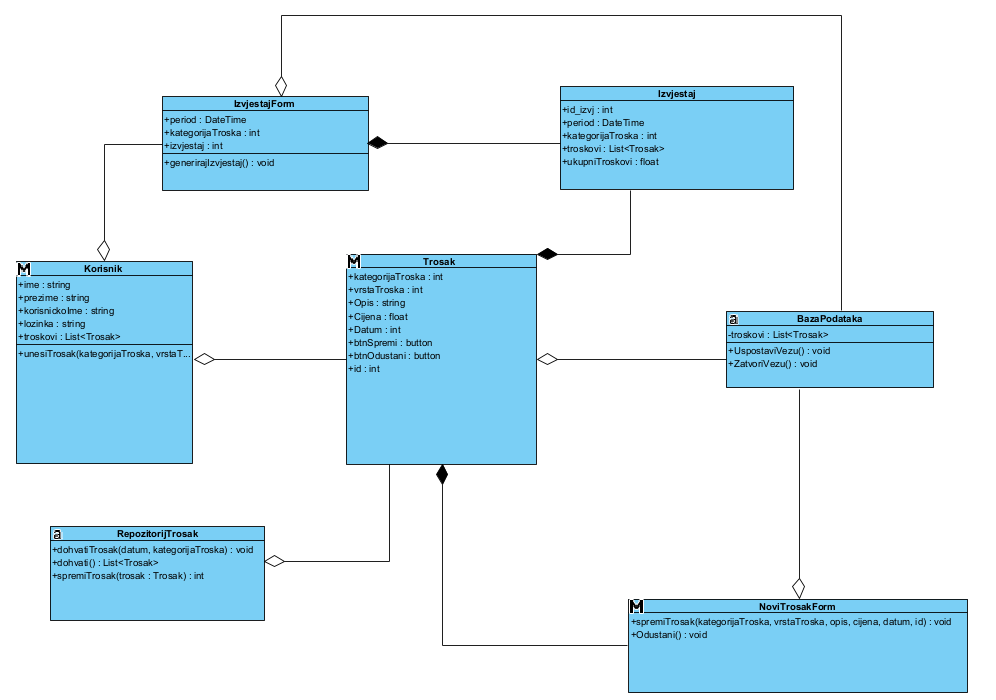 IzvjestajForm
+period : DateTime
+kategorijaTroska : int
+izvjestaj : int
+generirajIzvjestaj() : void
Izvjestaj
+id_izvj : int
+period : DateTime
+kategorijaTroska : int
+troskovi : List<Trosak>
+ukupniTroskovi : float
M
Korisnik
+ime : string
+prezime : string
+korisnickoIme : string
+lozinka : string
+troskovi : List<Trosak>
+unesiTrosak(kategorijaTroska, vrstaT...
M
Trosak
+kategorijaTroska : int
+vrstaTroska : int
+Opis : string
+Cijena : float
+Datum : int
+btnSpremi : button
+btnOdustani : button
+id : int
a
BazaPodataka
-troskovi : List<Trosak>
+UspostaviVezu() : void
+ZatvoriVezu() : void
a
RepozitorijTrosak
+dohvatiTrosak(datum, kategorijaTroska) : void
+dohvati() : List<Trosak>
+spremiTrosak(trosak : Trosak) : int
M
NoviTrosakForm
+spremiTrosak(kategorijaTroska, vrstaTroska, opis, cijena, datum, id) : void
+Odustani() : void